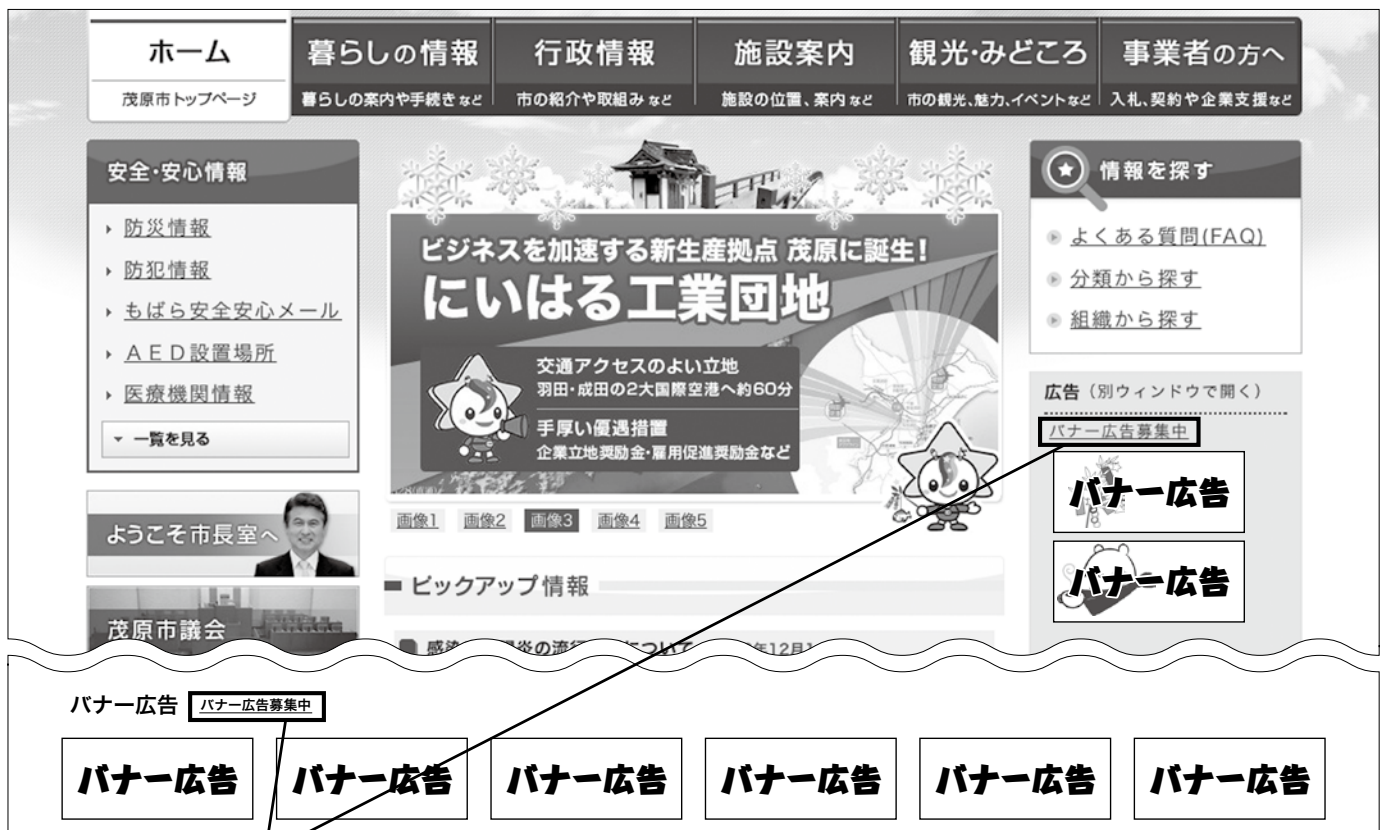 ホーム
茂原市トップページ
暮らしの情報
暮らしの案内や手続きなど
行政情報
市の紹介や取組みなど
施設案内
施設の位置、案内など
観光・みどころ
市の観光、魅力、イベントなど
事業者の方へ
入札、契約や企業支援など
安全・安心情報
防災情報
防犯情報
もばら安全安心メール
AED設置場所
医療機関情報
一覧を見る
ようこそ市長室へ
茂原市議会
ビジネスを加速する新生産拠点 茂原に誕生！
にいはる工業団地
交通アクセスのよい立地
羽田・成田の2大国際空港へ約60分
手厚い優遇措置
企業立地奨励金・雇用促進奨励金など
画像1 画像2 画像3 画像4 画像5
ピックアップ情報
炎の流 について 年12月
情報を探す
よくある質問(FAQ)
分類から探す
組織から探す
広告（別ウィンドウで開く）
バナー広告募集中
バナー広告
バナー広告
バナー広告 バナー広告募集中
バナー広告 バナー広告 バナー広告 バナー広告 バナー広告 バナー広告